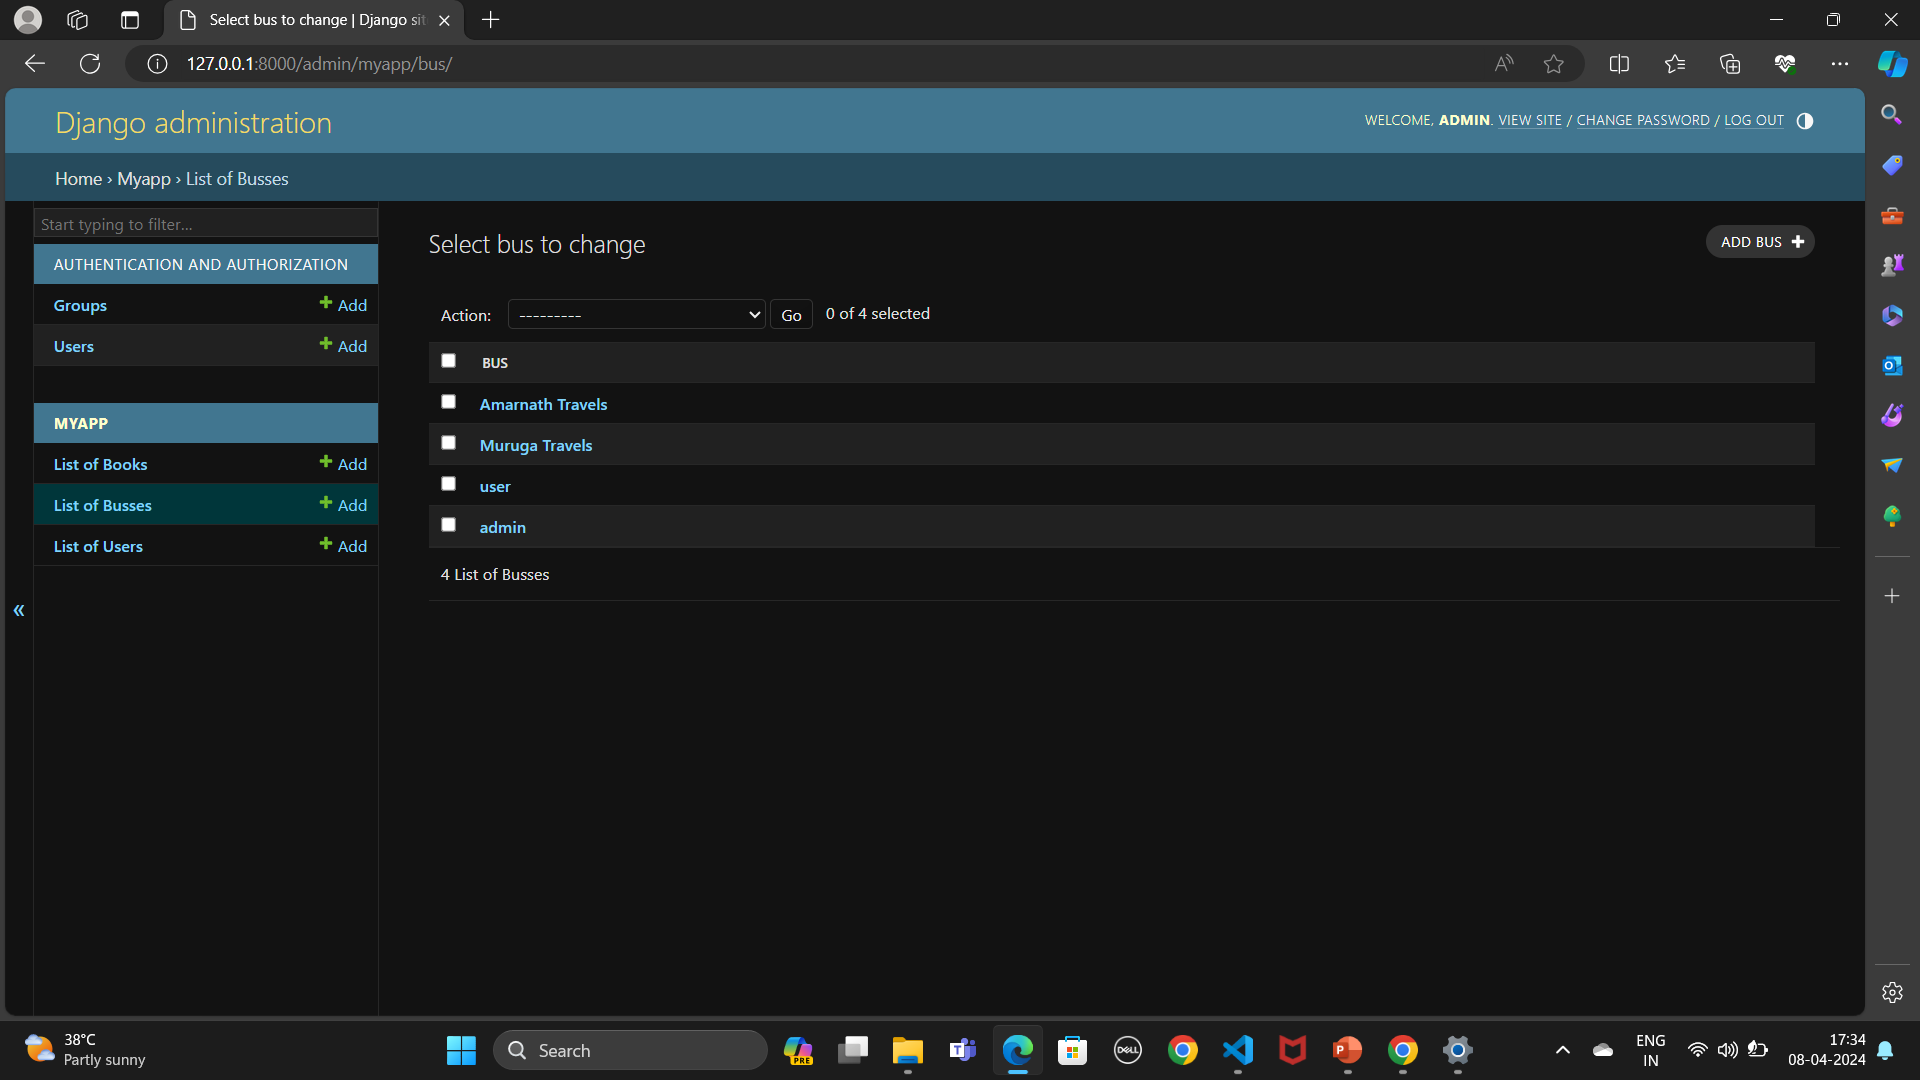 Select bus to change | Django sit
127.0.0.1:8000/admin/myapp/bus/
Django administration
WELCOME, ADMIN. VIEW SITE / CHANGE PASSWORD / LOG OUT
Home › Myapp › List of Busses
Start typing to filter...
AUTHENTICATION AND AUTHORIZATION
Groups + Add
Users + Add
MYAPP
List of Books + Add
List of Busses + Add
List of Users + Add
«
Select bus to change
ADD BUS +
Action: --------- Go 0 of 4 selected
BUS
Amarnath Travels
Muruga Travels
user
admin
4 List of Busses
38°C
Partly sunny
Search
PRE
DELL
ENG
IN
17:34
08-04-2024